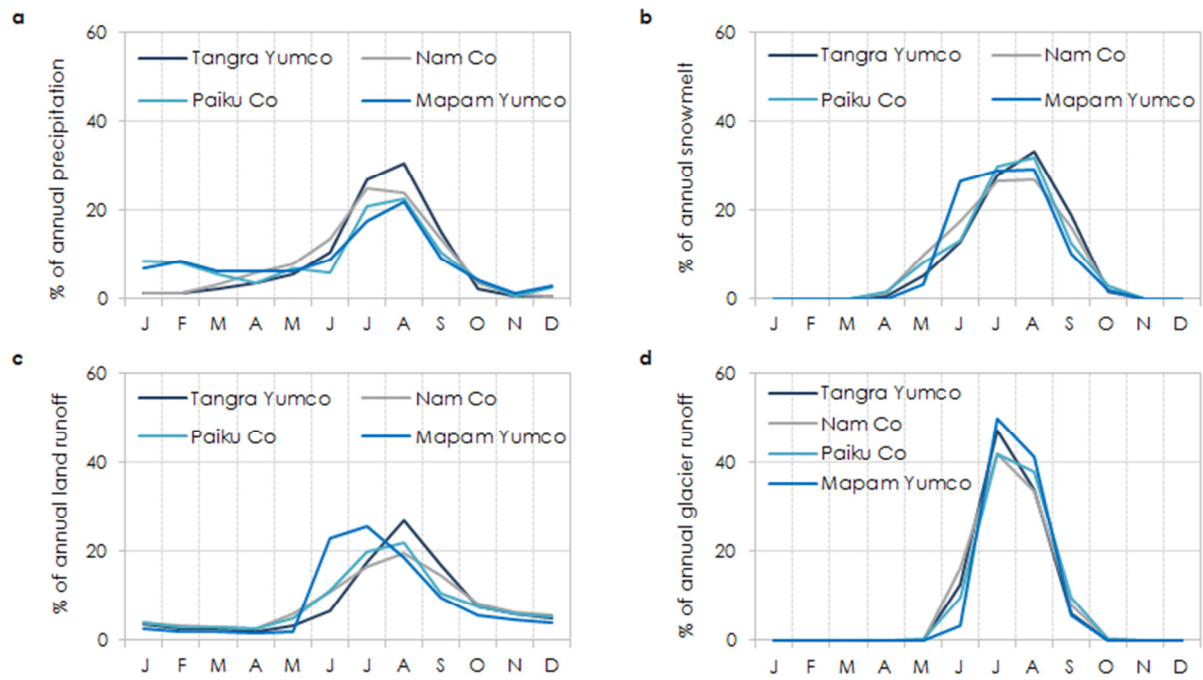 a
% of annual precipitation
60
40
20
0
Tangra Yumco
Nam Co
Paiku Co
Mapam Yumco
J F M A M J J A S O N D
b
% of annual snowmelt
60
40
20
0
Tangra Yumco
Nam Co
Paiku Co
Mapam Yumco
J F M A M J J A S O N D
c
% of annual land runoff
60
40
20
0
Tangra Yumco
Nam Co
Paiku Co
Mapam Yumco
J F M A M J J A S O N D
d
% of annual glacier runoff
60
40
20
0
Tangra Yumco
Nam Co
Paiku Co
Mapam Yumco
J F M A M J J A S O N D